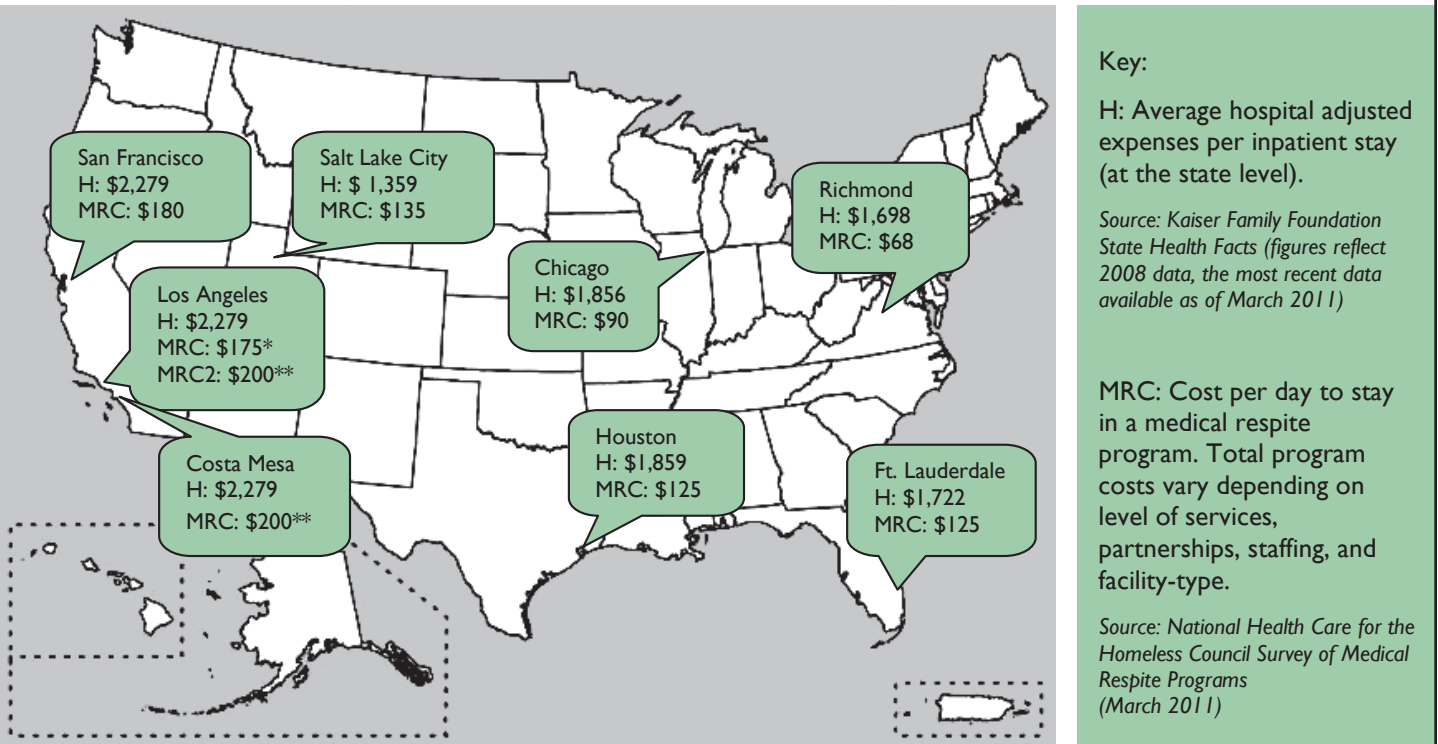 San Francisco
H: $2,279
MRC: $180
Salt Lake City
H: $ 1,359
MRC: $135
Richmond
H: $1,698
MRC: $68
Chicago
H: $1,856
MRC: $90
Los Angeles
H: $2,279
MRC: $175*
MRC2: $200**
Costa Mesa
H: $2,279
MRC: $200**
Houston
H: $1,859
MRC: $125
Ft. Lauderdale
H: $1,722
MRC: $125
Key:
H: Average hospital adjusted
expenses per inpatient stay
(at the state level).
Source: Kaiser Family Foundation
State Health Facts (figures reflect
2008 data, the most recent data
available as of March 2011)
MRC: Cost per day to stay
in a medical respite
program. Total program
costs vary depending on
level of services,
partnerships, staffing, and
facility-type.
Source: National Health Care for the
Homeless Council Survey of Medical
Respite Programs
(March 2011)